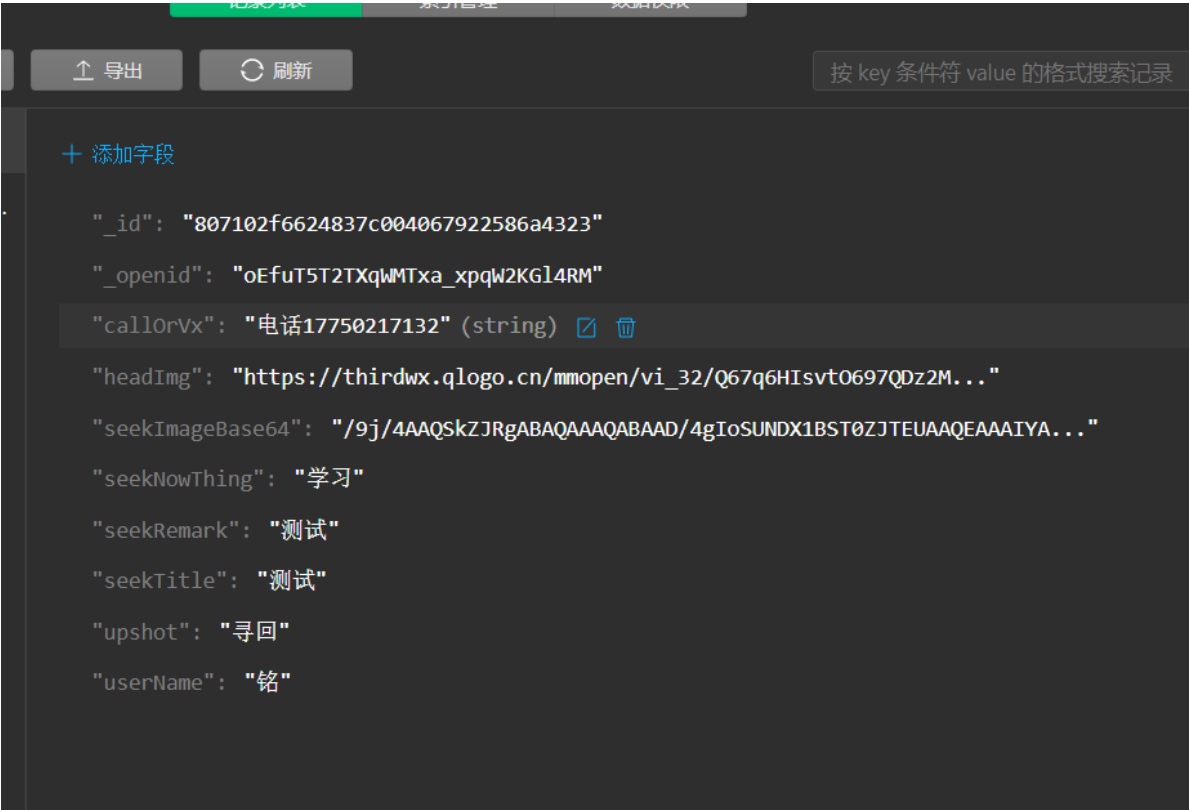 导出
刷新
按 key 条件符 value 的格式搜索记录
添加字段
"_id": "807102f6624837c004067922586a4323"
"_openid": "oEfuT5T2TXqWMTxa_xpqW2KGl4RM"
"callOrVx": "电话17750217132" (string)
"headImg": "https://thirdwx.qlogo.cn/mmopen/vi_32/Q67q6HIsvtO697QDz2M..."
"seekImageBase64": "/9j/4AAQSkZJRgABAQAAAQABAAD/4gIoSUNDX1BST0ZJTEUAAQEAAAIYA..."
"seekNowThing": "学习"
"seekRemark": "测试"
"seekTitle": "测试"
"upshot": "寻回"
"userName": "铭"